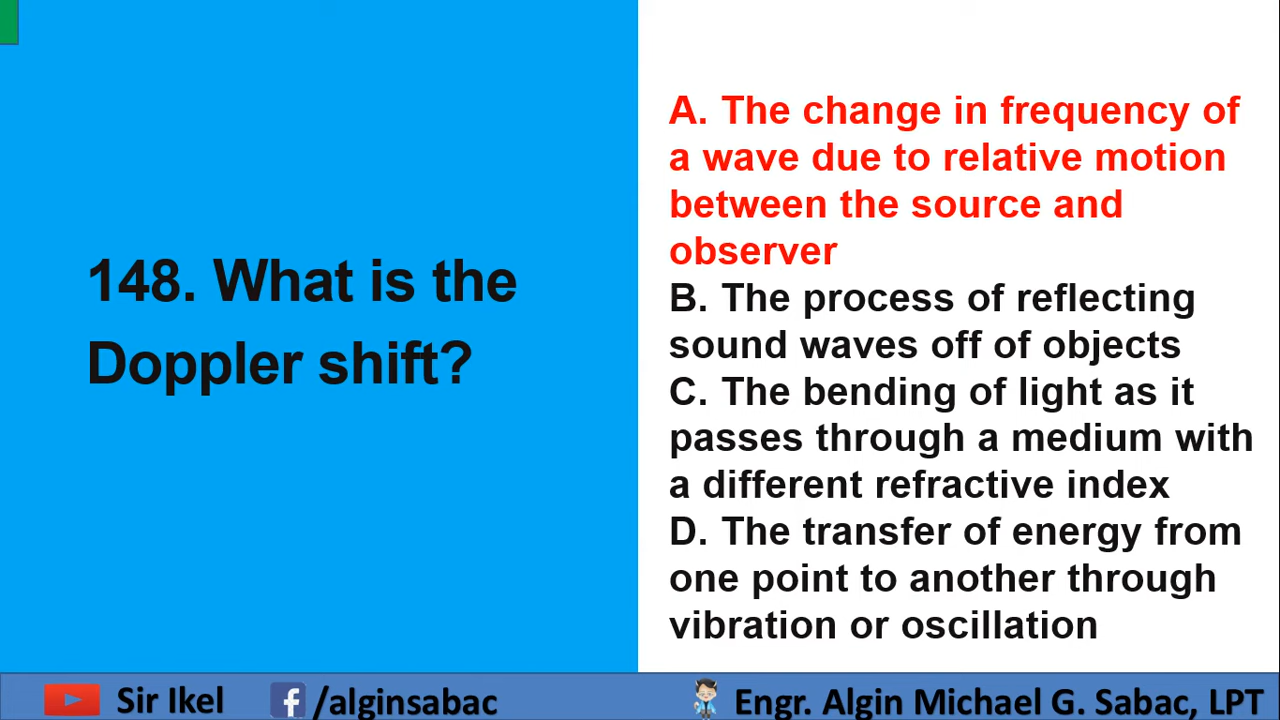 148. What is the
Doppler shift?
A. The change in frequency of
a wave due to relative motion
between the source and
observer
B. The process of reflecting
sound waves off of objects
C. The bending of light as it
passes through a medium with
a different refractive index
D. The transfer of energy from
one point to another through
vibration or oscillation
Sir Ikel
f/alginsabac
Engr. Algin Michael G. Sabac, LPT